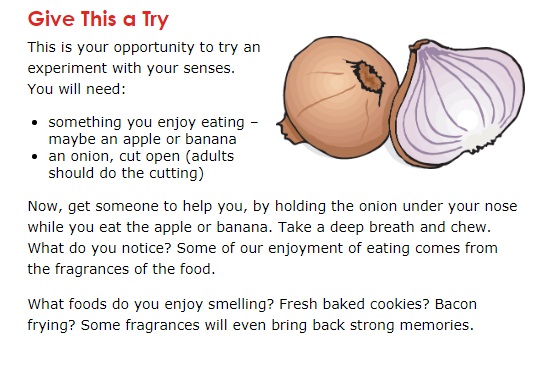 Give This a Try
This is your opportunity to try an
experiment with your senses.
You will need:
• something you enjoy eating –
maybe an apple or banana
• an onion, cut open (adults
should do the cutting)
Now, get someone to help you, by holding the onion under your nose
while you eat the apple or banana. Take a deep breath and chew.
What do you notice? Some of our enjoyment of eating comes from
the fragrances of the food.
What foods do you enjoy smelling? Fresh baked cookies? Bacon
frying? Some fragrances will even bring back strong memories.